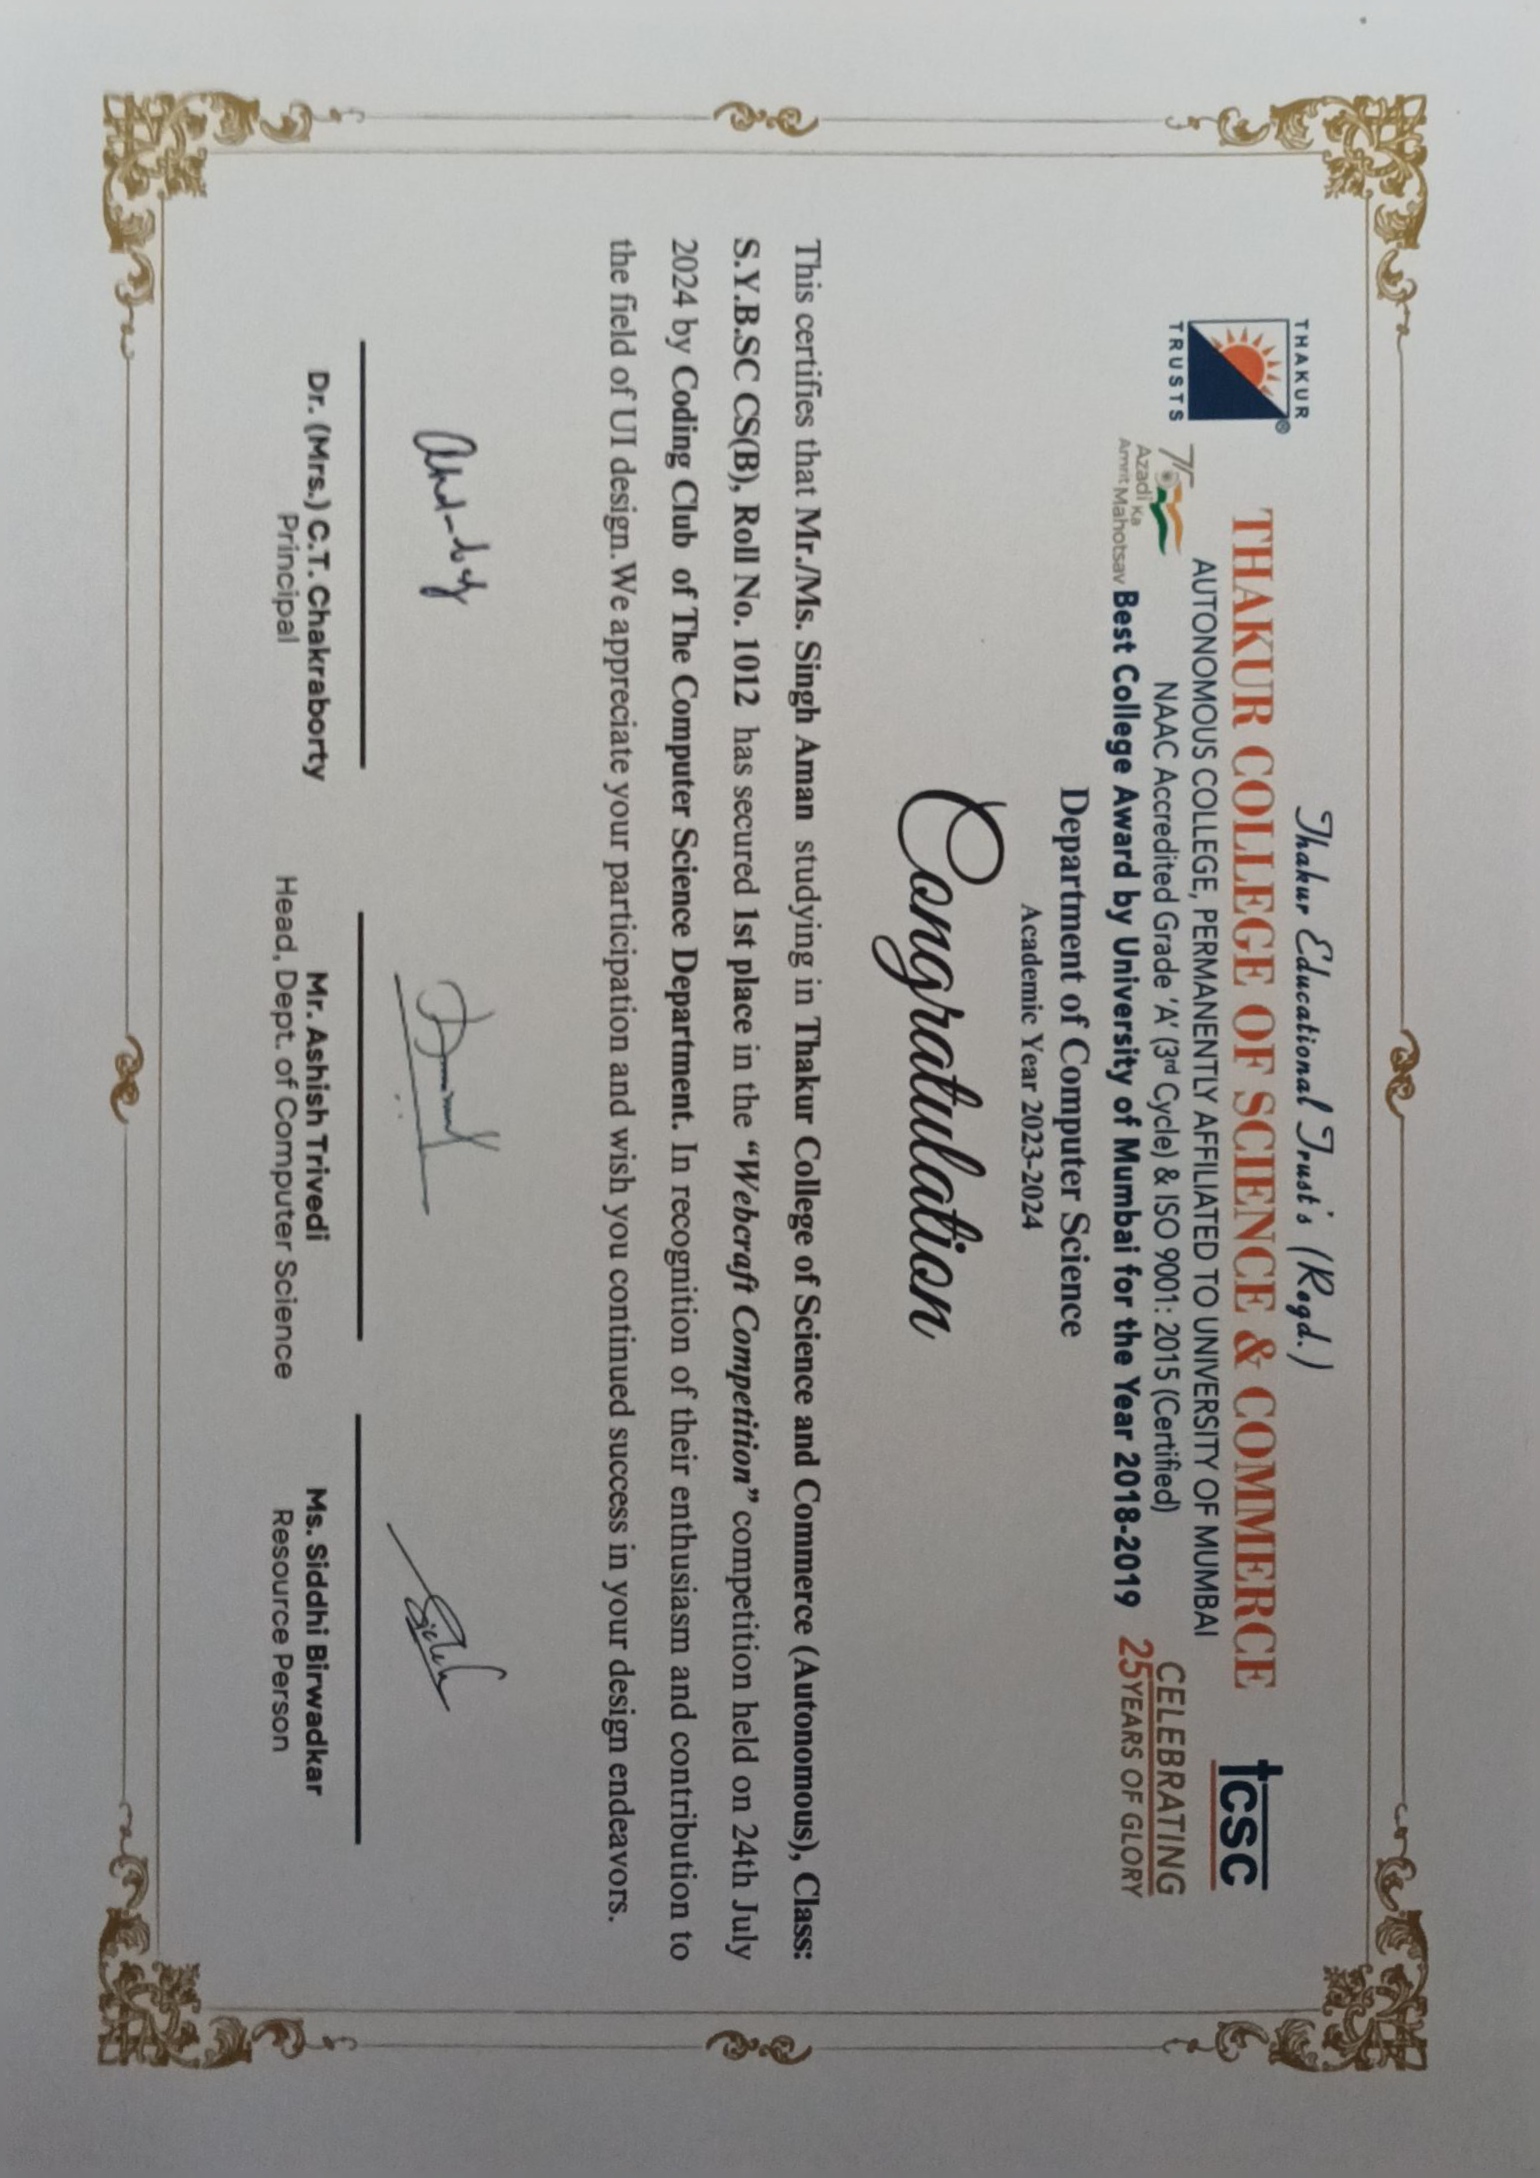 Thakur Educational Trust's (Regd.)
THAKUR COLLEGE OF SCIENCE & COMMERCE
AUTONOMOUS COLLEGE, PERMANENTLY AFFILIATED TO UNIVERSITY OF MUMBAI
NAAC Accredited Grade 'A' (3rd Cycle) & ISO 9001: 2015 (Certified)
Best College Award by University of Mumbai for the Year 2018-2019
THAKUR
TRUSTS
®
75
Azadi Ka
Amrit Mahotsav
tcsc
CELEBRATING
25 YEARS OF GLORY
Department of Computer Science
Academic Year 2023-2024
Congratulation
This certifies that Mr./Ms. Singh Aman studying in Thakur College of Science and Commerce (Autonomous), Class:
S.Y.B.SC CS(B), Roll No. 1012 has secured 1st place in the “Webcraft Competition” competition held on 24th July
2024 by Coding Club of The Computer Science Department. In recognition of their enthusiasm and contribution to
the field of UI design. We appreciate your participation and wish you continued success in your design endeavors.
Dr. (Mrs.) C.T. Chakraborty
Principal
Mr. Ashish Trivedi
Head, Dept. of Computer Science
Ms. Siddhi Birwadkar
Resource Person